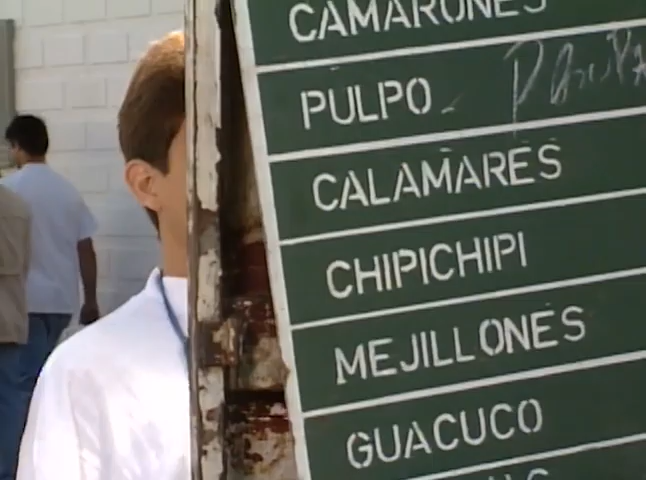 CAMARONES
PULPO
CALAMARES
CHIPICHIPI
MEJILLONES
GUACUCO